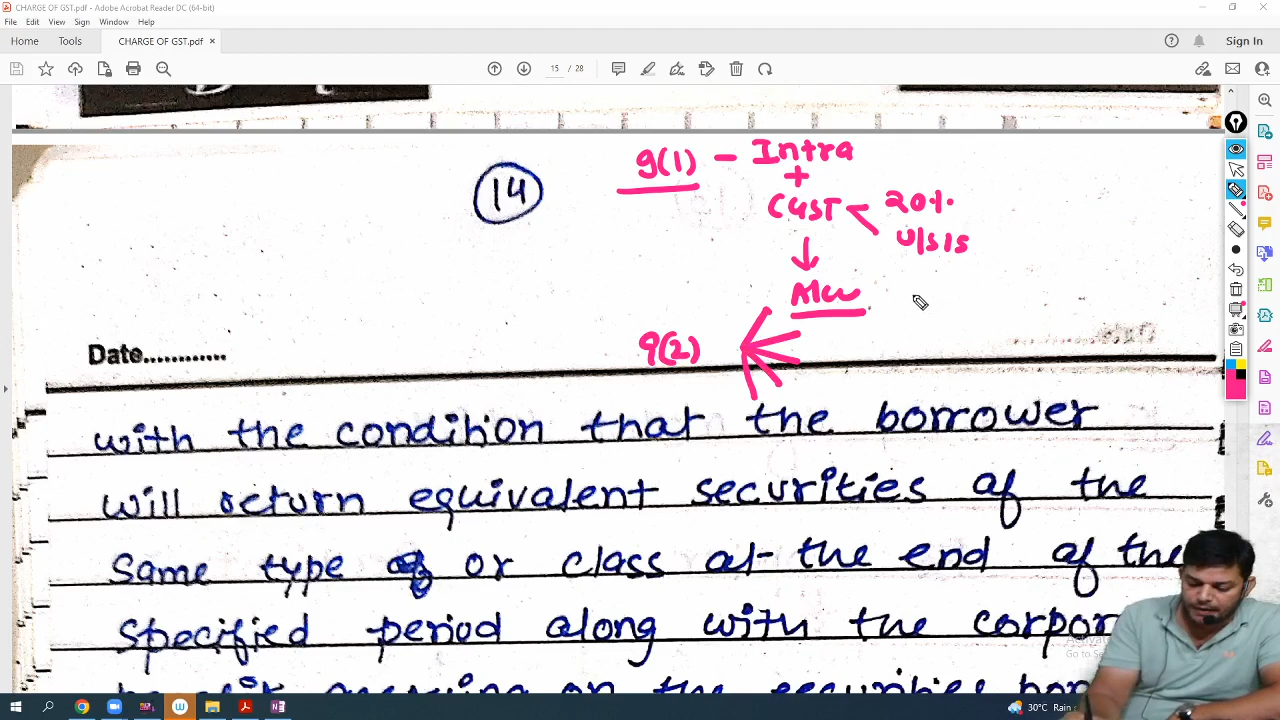 CHARGE OF GST.pdf - Adobe Acrobat Reader DC (64-bit)
File Edit View Sign Window Help
Home Tools CHARGE OF GST.pdf × Sign In
15 / 28
9(1) - Intra
+
14
CGST 20%
U/S 15
9(2)
Date............
with the condition that the borrower
will return equivalent securities of the
same type or class at the end of the
specified period along with the corpor
securities
30°C Rain